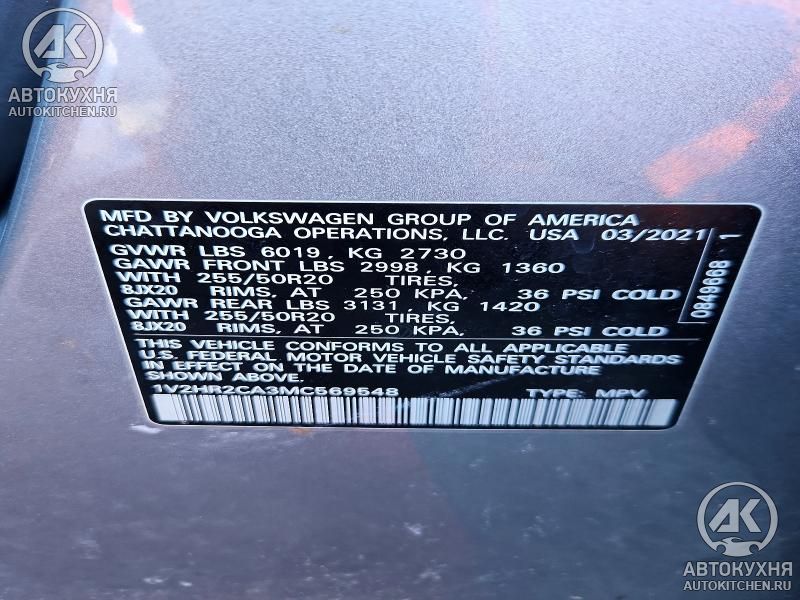 АВТОКУХНЯ
AUTOKITCHEN.RU
MFD BY VOLKSWAGEN GROUP OF AMERICA
CHATTANOOGA OPERATIONS, LLC. USA 03/2021
GVWR LBS 6019, KG 2730
GAWR FRONT LBS 2998, KG 1360
WITH 255/50R20 TIRES,
8JX20 RIMS, AT 250 KPA, 36 PSI COLD
GAWR REAR LBS 3131, KG 1420
WITH 255/50R20 TIRES,
8JX20 RIMS, AT 250 KPA, 36 PSI COLD
THIS VEHICLE CONFORMS TO ALL APPLICABLE
U.S. FEDERAL MOTOR VEHICLE SAFETY STANDARDS
IN EFFECT ON THE DATE OF MANUFACTURE
1V2HR2CA3MC569548 TYPE: MPV
0849668 1
АК
АВТОКУХНЯ
AUTOKITCHEN.RU
АК